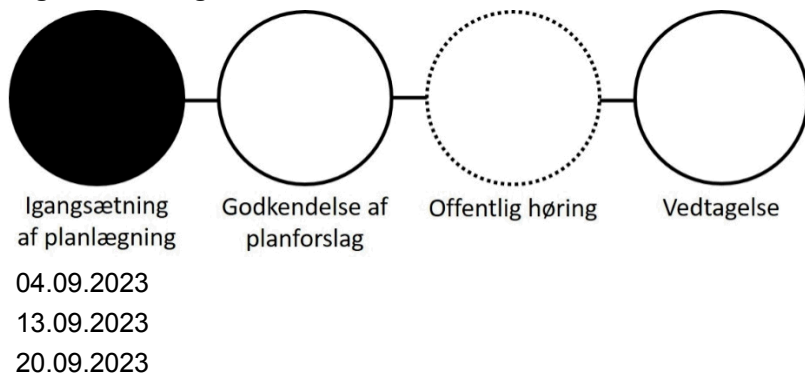 Igangsætning
af planlægning
Godkendelse af
planforslag
Offentlig høring
Vedtagelse
04.09.2023
13.09.2023
20.09.2023